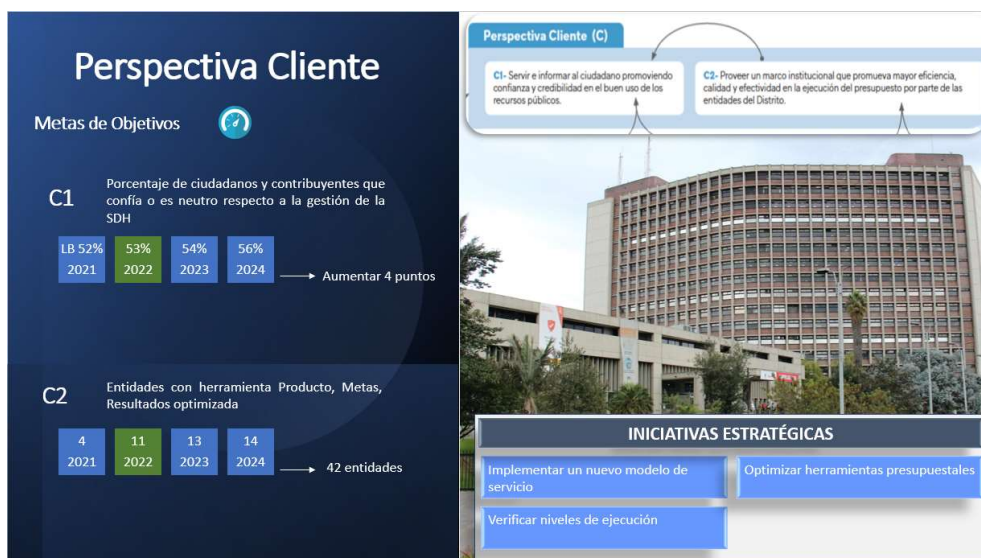 Perspectiva Cliente
Metas de Objetivos
C1
Porcentaje de ciudadanos y contribuyentes que
confía o es neutro respecto a la gestión de la
SDH
LB 52%
2021
53%
2022
54%
2023
56%
2024
Aumentar 4 puntos
C2
Entidades con herramienta Producto, Metas,
Resultados optimizada
4
2021
11
2022
13
2023
14
2024
42 entidades
Perspectiva Cliente (C)
C1- Servir e informar al ciudadano promoviendo
confianza y credibilidad en el buen uso de los
recursos públicos.
C2- Proveer un marco institucional que promueva mayor eficiencia,
calidad y efectividad en la ejecución del presupuesto por parte de las
entidades del Distrito.
INICIATIVAS ESTRATÉGICAS
Implementar un nuevo modelo de
servicio
Optimizar herramientas presupuestales
Verificar niveles de ejecución